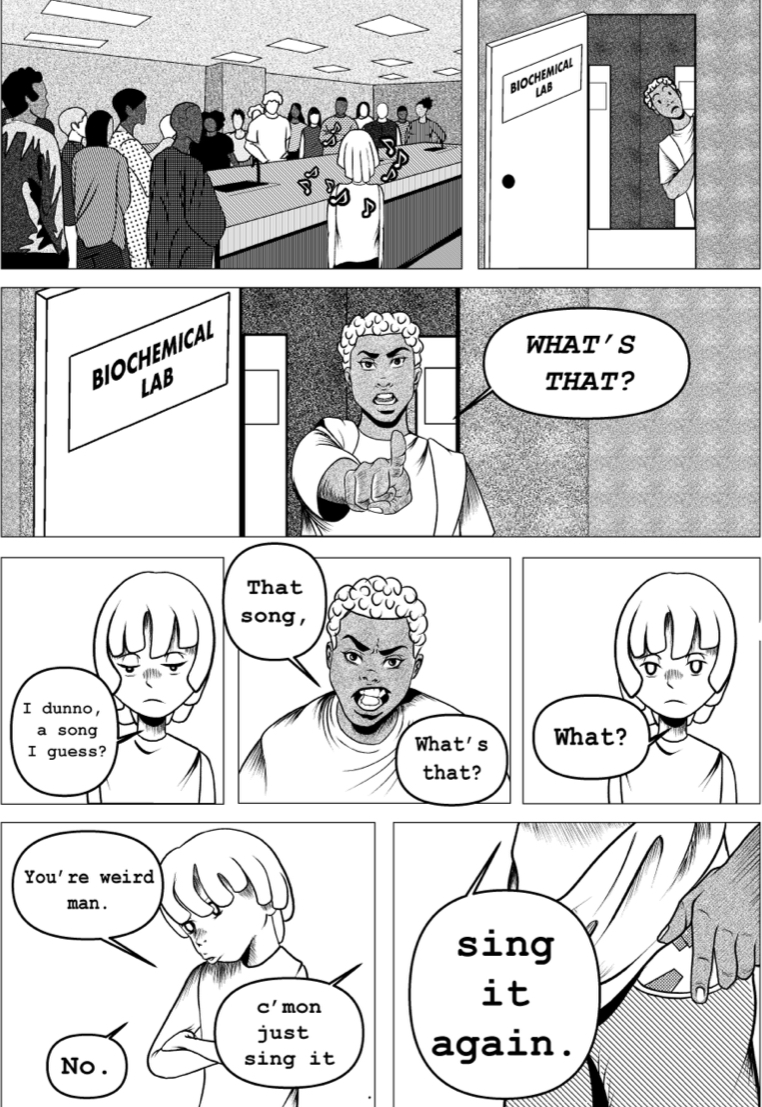 BIOCHEMICAL
LAB
BIOCHEMICAL
LAB
WHAT'S
THAT?
I dunno,
a song
I guess?
That
song,
What's
that?
What?
You're weird
man.
c'mon
just
sing it
No.
sing
it
again.